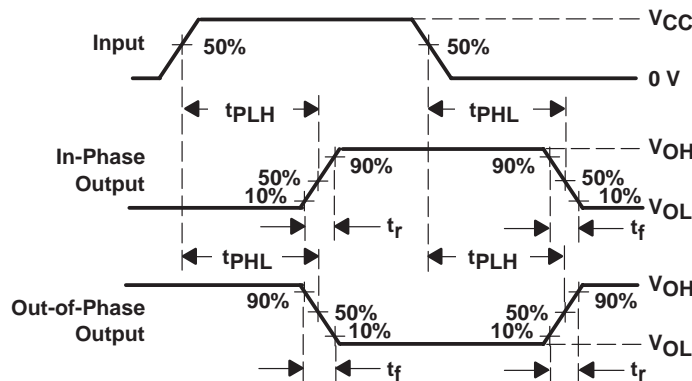 Input
50%
50%
VCC
0 V
tPLH
tPHL
In-Phase
Output
90%
90%
VOH
50%
50%
10%
10%
VOL
tr
tf
tPHL
tPLH
Out-of-Phase
Output
90%
90%
VOH
50%
50%
10%
10%
VOL
tf
tr